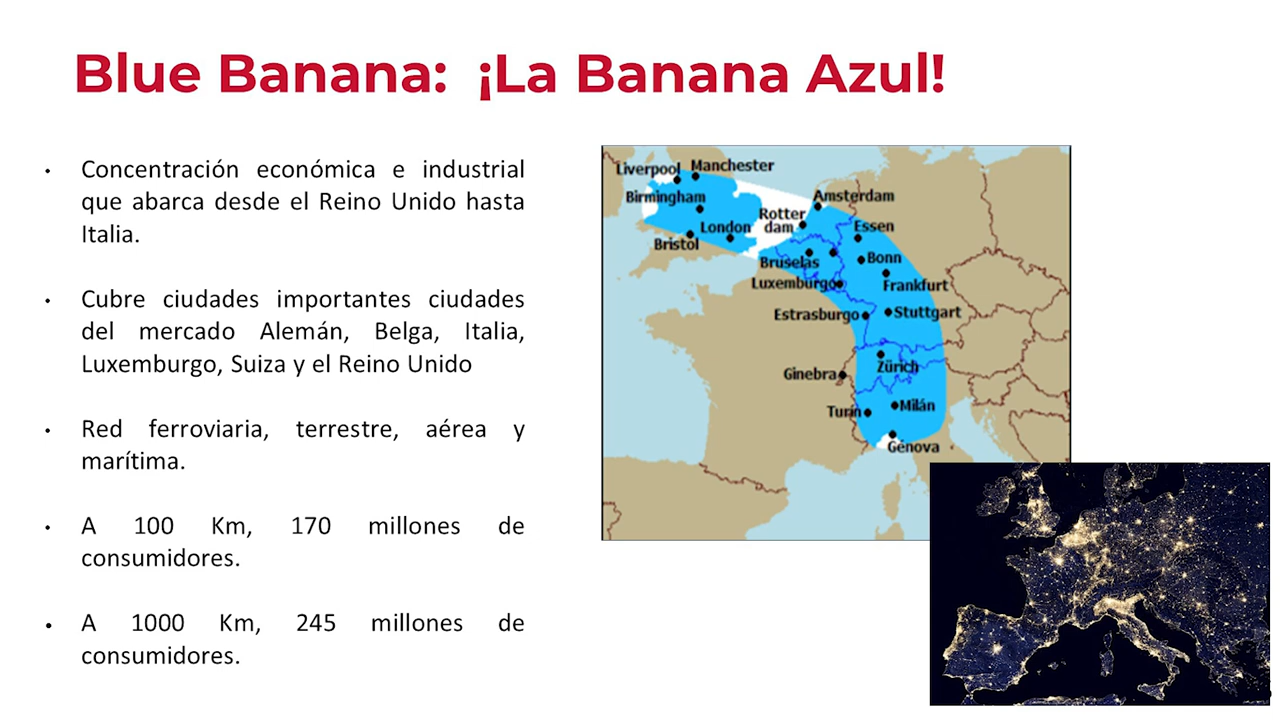 Blue Banana: ¡La Banana Azul!
• Concentración económica e industrial
que abarca desde el Reino Unido hasta
Italia.
• Cubre ciudades importantes ciudades
del mercado Alemán, Belga, Italia,
Luxemburgo, Suiza y el Reino Unido
• Red ferroviaria, terrestre, aérea y
marítima.
• A 100 Km, 170 millones de
consumidores.
• A 1000 Km, 245 millones de
consumidores.
Liverpool
Manchester
Birmingham
Amsterdam
Rotter
dam
London
Essen
Bristol
Bruselas
Bonn
Luxemburgo
Frankfurt
Estrasburgo
Stuttgart
Zürich
Ginebra
Turín
Milán
Génova